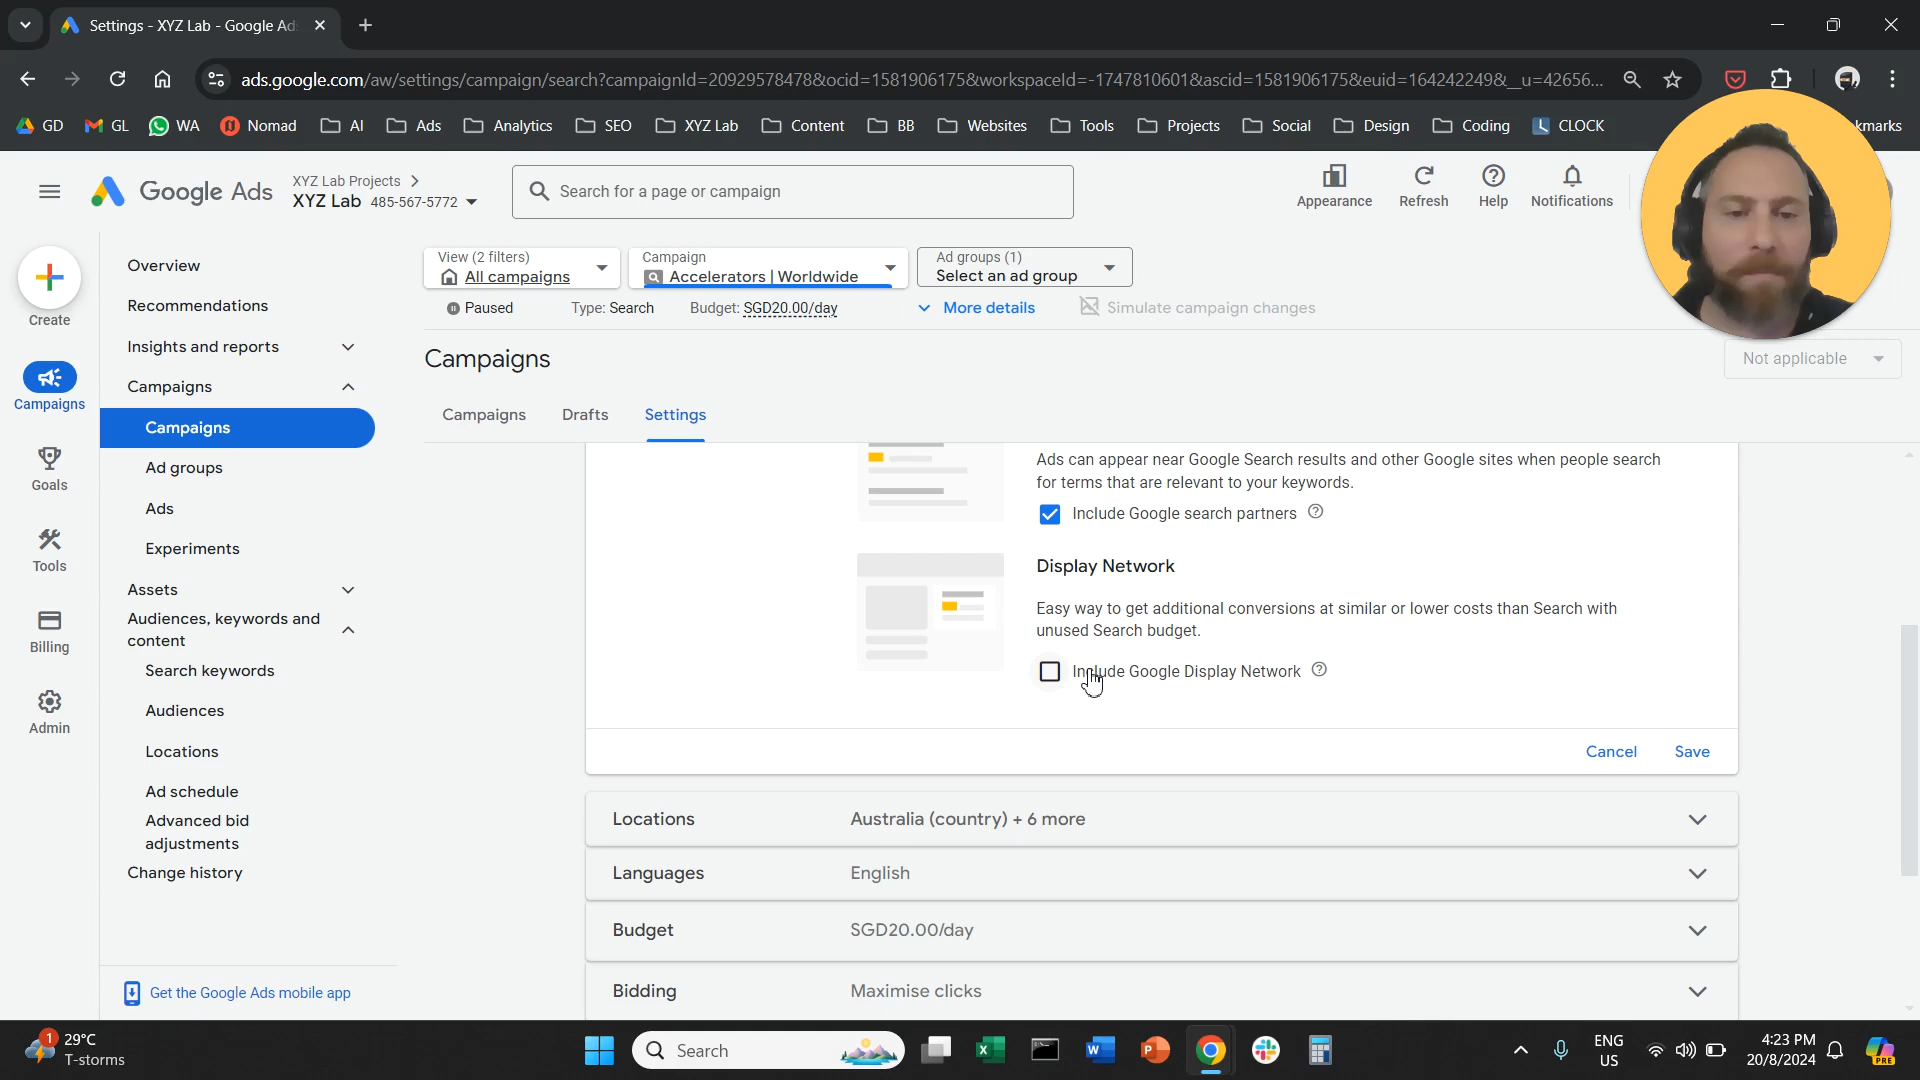 Settings - XYZ Lab - Google Ad
ads.google.com/aw/settings/campaign/search?campaignId=20929578478&ocid=1581906175&workspaceId=-1747810601&ascid=1581906175&euid=164242249&__u=42656...
GD GL WA Nomad AI Ads Analytics SEO XYZ Lab Content BB Websites Tools Projects Social Design Coding CLOCK kmarks
Google Ads
XYZ Lab Projects
XYZ Lab 485-567-5772
Search for a page or campaign
Appearance Refresh Help Notifications
Create
Campaigns
Goals
Tools
Billing
Admin
Overview
Recommendations
Insights and reports
Campaigns
Campaigns
Ad groups
Ads
Experiments
Assets
Audiences, keywords and
content
Search keywords
Audiences
Locations
Ad schedule
Advanced bid
adjustments
Change history
Get the Google Ads mobile app
View (2 filters)
All campaigns
Campaign
Accelerators | Worldwide
Ad groups (1)
Select an ad group
Paused Type: Search Budget: SGD20.00/day More details Simulate campaign changes
Campaigns
Not applicable
Campaigns Drafts Settings
Ads can appear near Google Search results and other Google sites when people search
for terms that are relevant to your keywords.
Include Google search partners
Display Network
Easy way to get additional conversions at similar or lower costs than Search with
unused Search budget.
Include Google Display Network
Cancel Save
Locations Australia (country) + 6 more
Languages English
Budget SGD20.00/day
Bidding Maximise clicks
1
29°C
T-storms
Search
ENG
US
4:23 PM
20/8/2024
PRE